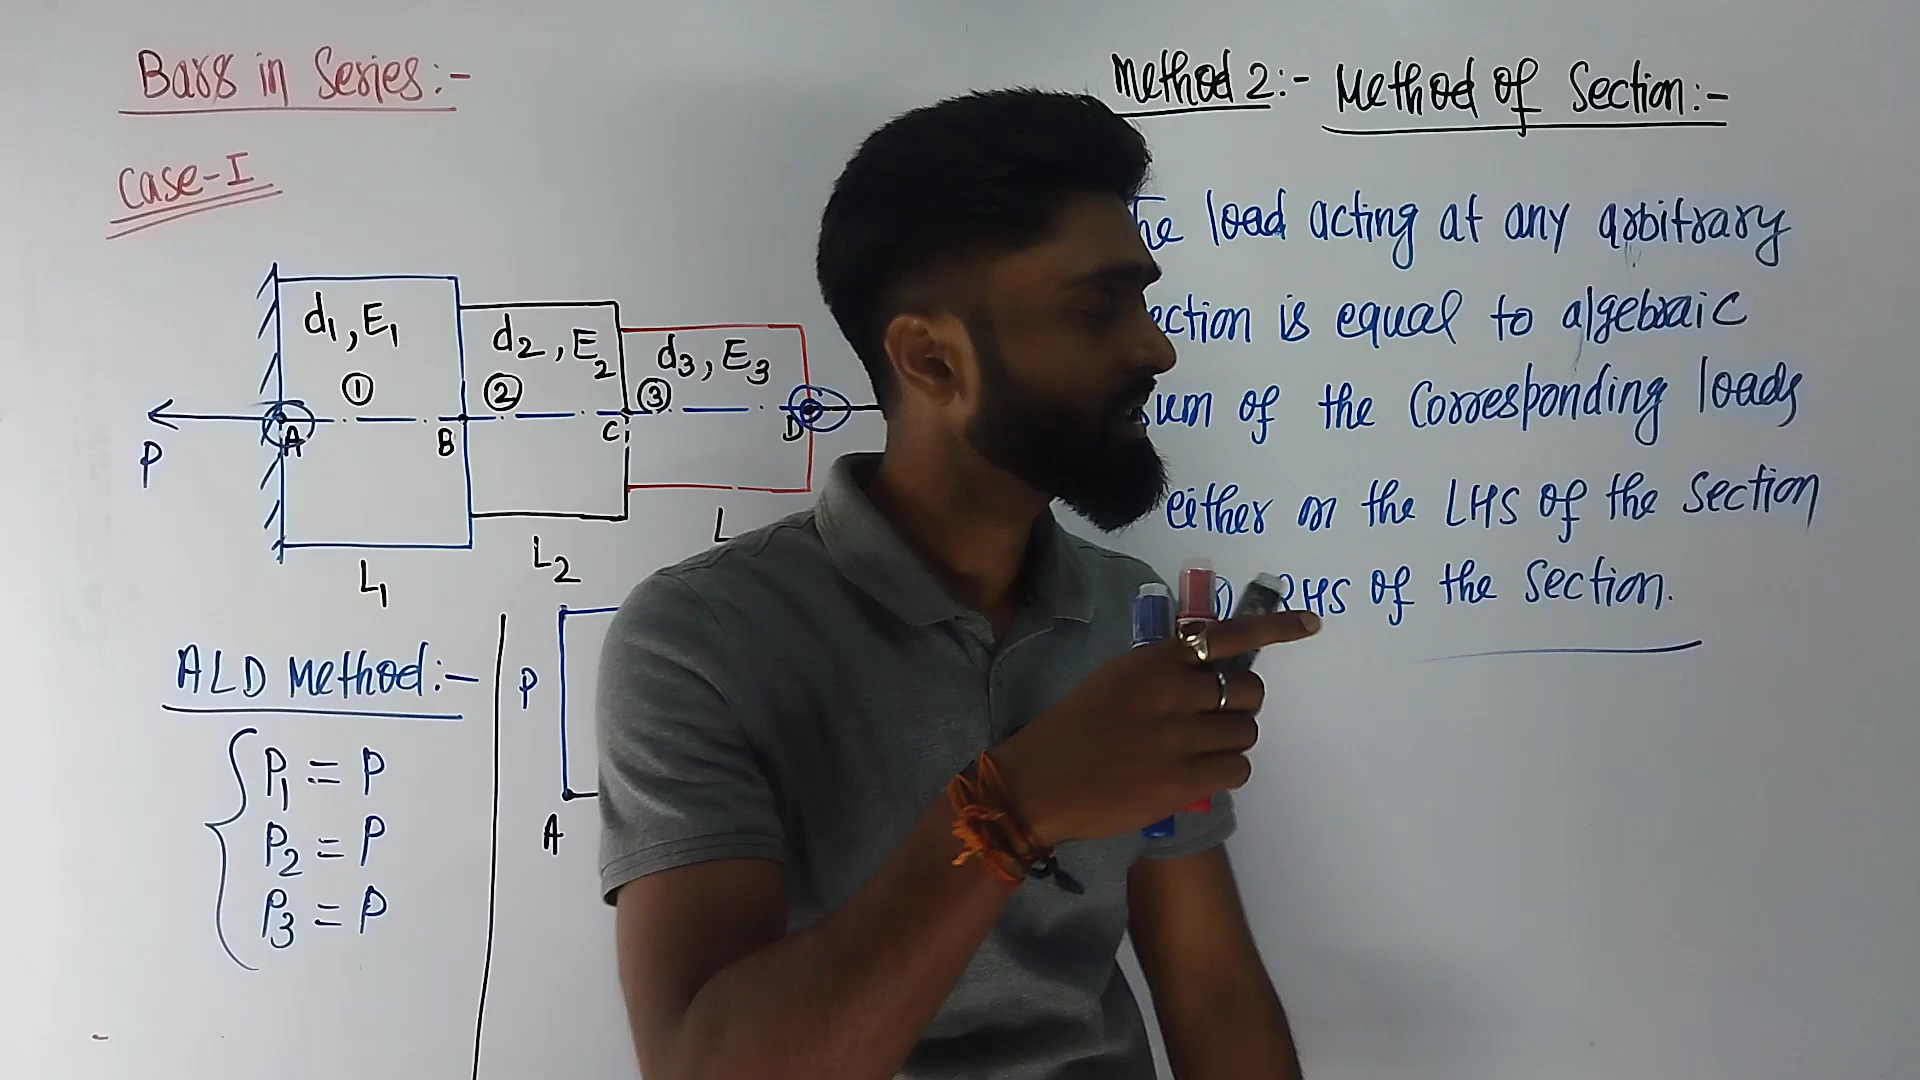 Bars in Series:-
Case-I
d1, E1
d2, E2
d3, E3
①
②
③
P
A
B
C
D
L1
L2
L
ALD Method:-
P1 = P
P2 = P
P3 = P
P
A
Method 2:- Method of Section:-
load acting at any arbitrary
is equal to algebraic
of the Corresponding loads
either on the LHS of the section
RHS of the section.